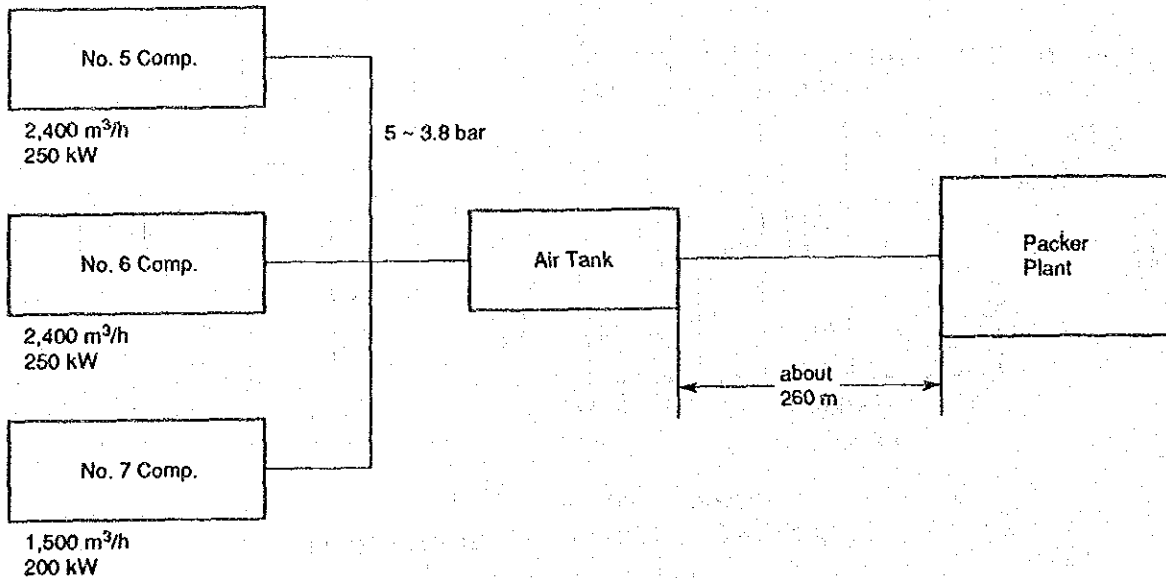 No. 5 Comp.
2,400 m³/h
250 kW
5 ~ 3.8 bar
No. 6 Comp.
2,400 m³/h
250 kW
Air Tank
Packer
Plant
about
260 m
No. 7 Comp.
1,500 m³/h
200 kW